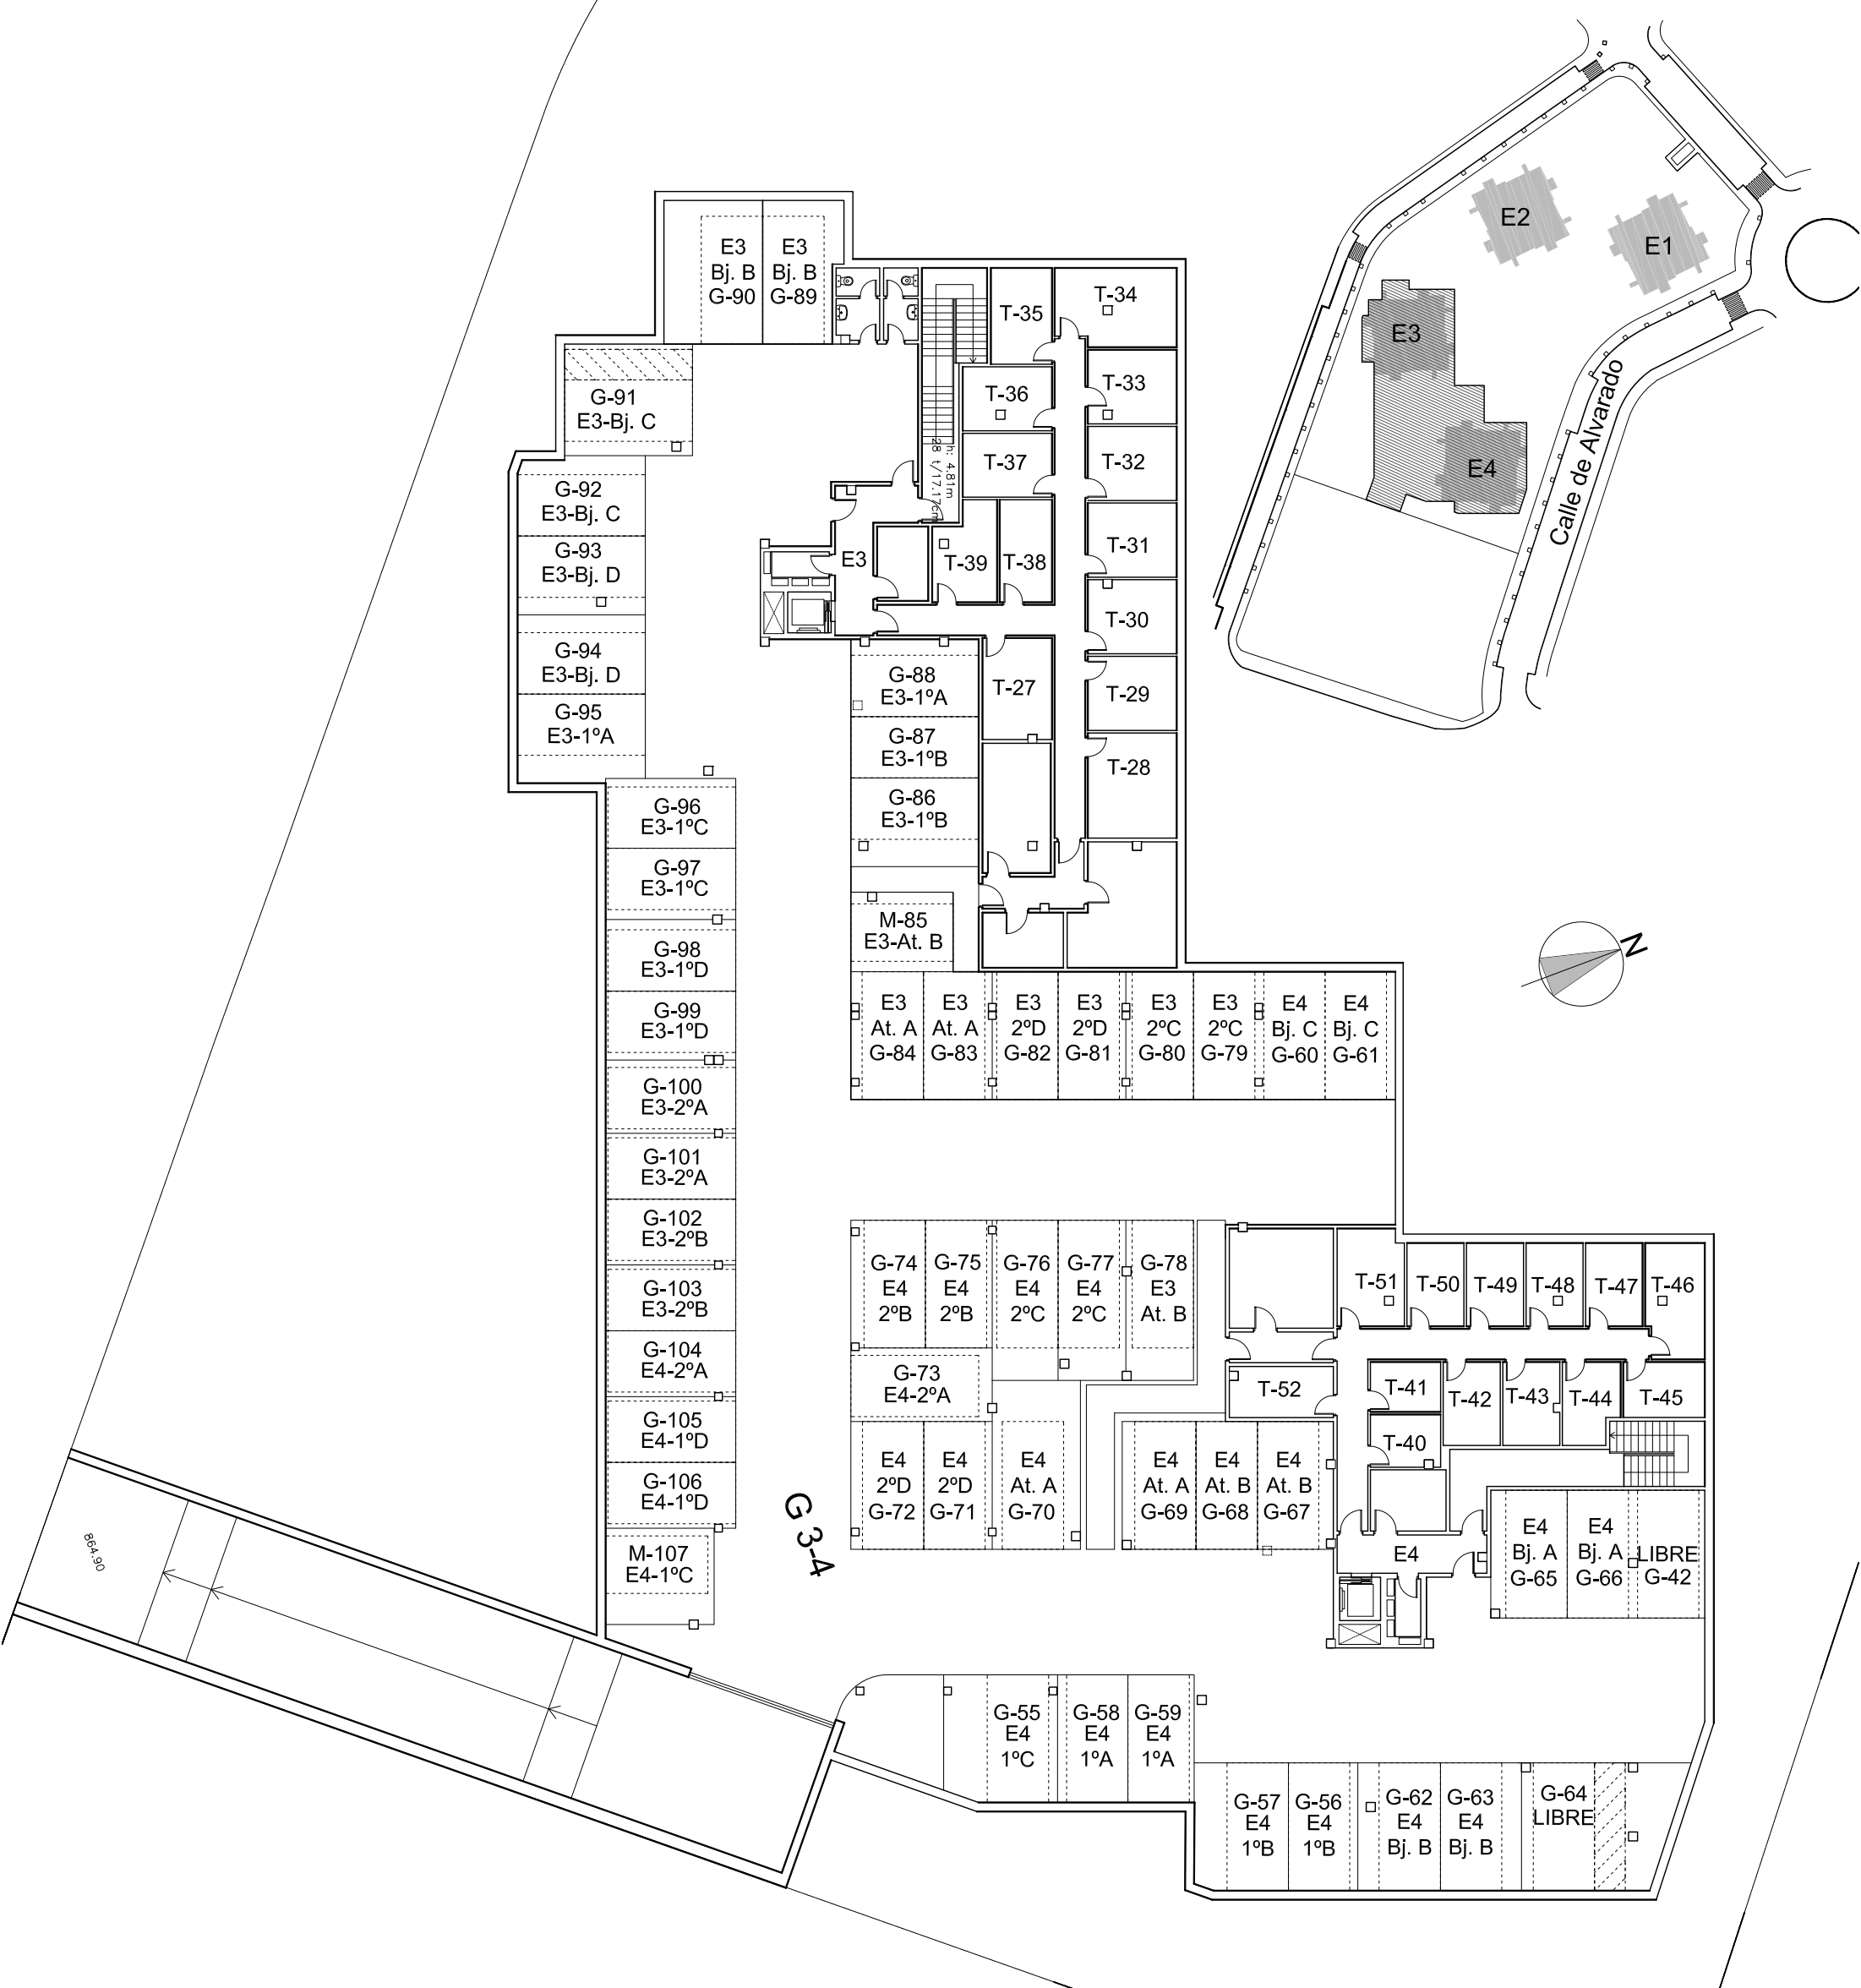 E2
E1
E3
E4
Calle de Alvarado
N
E3
Bj. B
G-90
E3
Bj. B
G-89
G-91
E3-Bj. C
G-92
E3-Bj. C
G-93
E3-Bj. D
G-94
E3-Bj. D
G-95
E3-1ºA
G-96
E3-1ºC
G-97
E3-1ºC
G-98
E3-1ºD
G-99
E3-1ºD
G-100
E3-2ºA
G-101
E3-2ºA
G-102
E3-2ºB
G-103
E3-2ºB
G-104
E4-2ºA
G-105
E4-1ºD
G-106
E4-1ºD
M-107
E4-1ºC
T-35
T-34
T-36
T-33
T-37
T-32
h: 4.81m
28 t/17.17cm
E3
T-39
T-38
T-31
T-30
T-27
T-29
T-28
G-88
E3-1ºA
G-87
E3-1ºB
G-86
E3-1ºB
M-85
E3-At. B
E3
At. A
G-84
E3
At. A
G-83
E3
2ºD
G-82
E3
2ºD
G-81
E3
2ºC
G-80
E3
2ºC
G-79
E4
Bj. C
G-60
E4
Bj. C
G-61
G-74
E4
2ºB
G-75
E4
2ºB
G-76
E4
2ºC
G-77
E4
2ºC
G-78
E3
At. B
G-73
E4-2ºA
E4
2ºD
G-72
E4
2ºD
G-71
E4
At. A
G-70
E4
At. A
G-69
E4
At. B
G-68
E4
At. B
G-67
T-51
T-50
T-49
T-48
T-47
T-46
T-52
T-41
T-42
T-43
T-44
T-45
T-40
E4
E4
Bj. A
G-65
E4
Bj. A
G-66
LIBRE
G-42
G 3-4
864.90
G-55
E4
1ºC
G-58
E4
1ºA
G-59
E4
1ºA
G-57
E4
1ºB
G-56
E4
1ºB
G-62
E4
Bj. B
G-63
E4
Bj. B
G-64
LIBRE